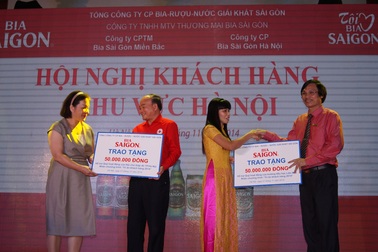 BIA
SAIGON
TỔNG CÔNG TY CP BIA-RƯỢU-NƯỚC GIẢI KHÁT SÀI GÒN
CÔNG TY TNHH MTV THƯƠNG MẠI BIA SÀI GÒN
Công ty CPTM
Bia Sài Gòn Miền Bắc
Công ty CP
Bia Sài Gòn Hà Nội
Tôi
BIA
SAIGON
HỘI NGHỊ KHÁCH HÀNG
KHU VỰC HÀ NỘI
BIA
SAIGON
TRAO TẶNG
50.000.000 ĐỒNG
BIA
SAIGON
TRAO TẶNG
50.000.000 ĐỒNG